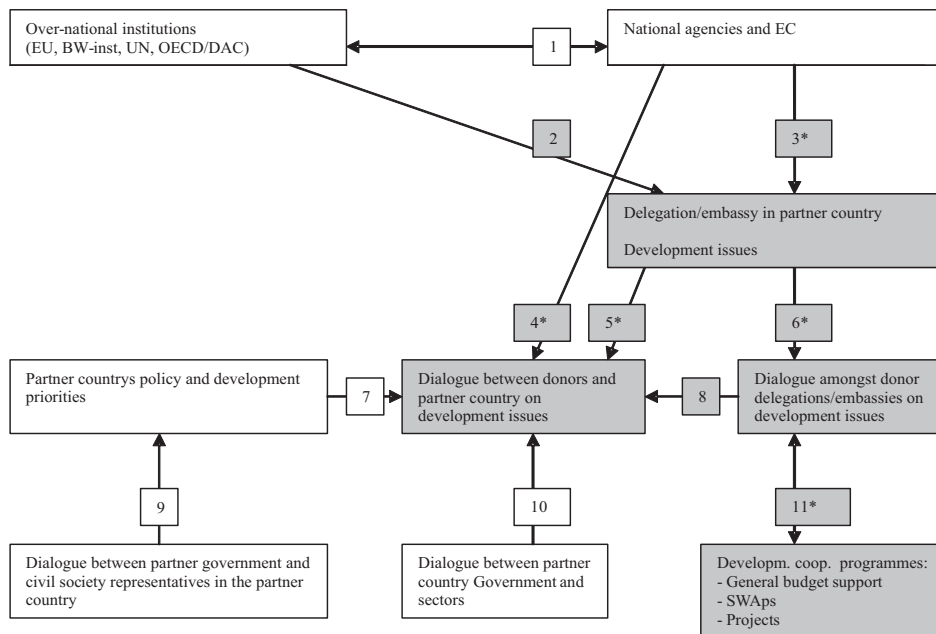 Over-national institutions
(EU, BW-inst, UN, OECD/DAC)
1
National agencies and EC
2
3*
Delegation/embassy in partner country
Development issues
4*
5*
6*
Partner countrys policy and development
priorities
7
Dialogue between donors and
partner country on
development issues
8
Dialogue amongst donor
delegations/embassies on
development issues
9
10
11*
Dialogue between partner government and
civil society representatives in the partner
country
Dialogue between partner
country Government and
sectors
Developm. coop. programmes:
- General budget support
- SWAps
- Projects